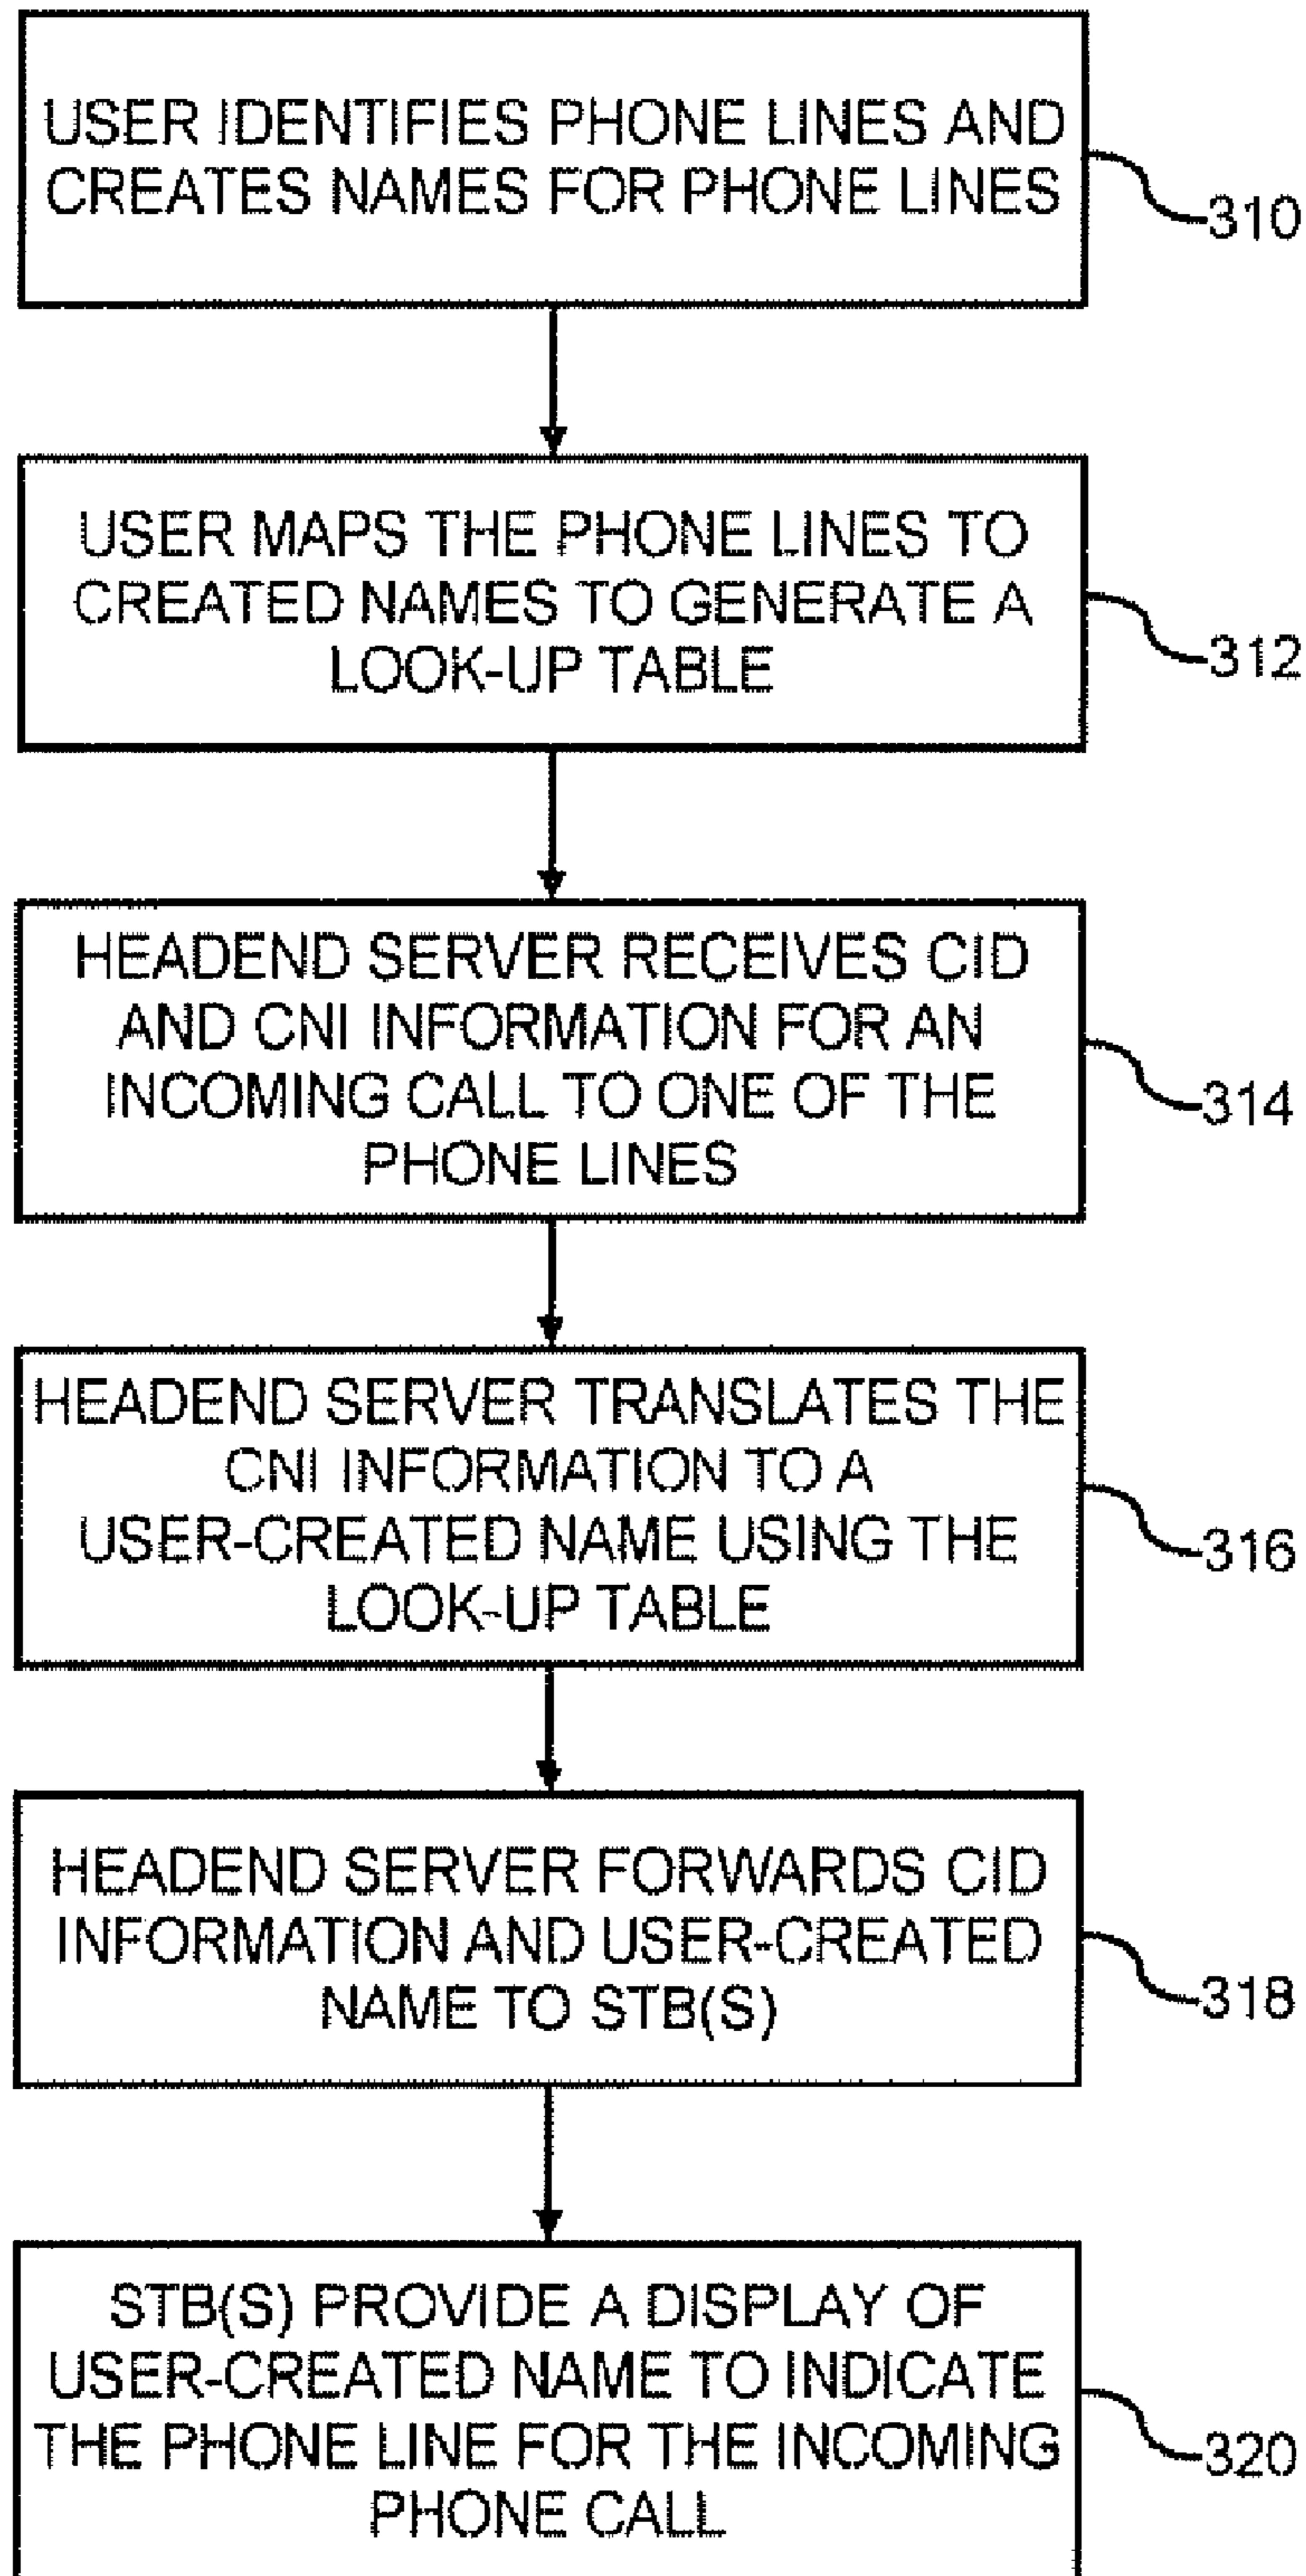 USER IDENTIFIES PHONE LINES AND
CREATES NAMES FOR PHONE LINES
310
USER MAPS THE PHONE LINES TO
CREATED NAMES TO GENERATE A
LOOK-UP TABLE
312
HEADEND SERVER RECEIVES CID
AND CNI INFORMATION FOR AN
INCOMING CALL TO ONE OF THE
PHONE LINES
314
HEADEND SERVER TRANSLATES THE
CNI INFORMATION TO A
USER-CREATED NAME USING THE
LOOK-UP TABLE
316
HEADEND SERVER FORWARDS CID
INFORMATION AND USER-CREATED
NAME TO STB(S)
318
STB(S) PROVIDE A DISPLAY OF
USER-CREATED NAME TO INDICATE
THE PHONE LINE FOR THE INCOMING
PHONE CALL
320